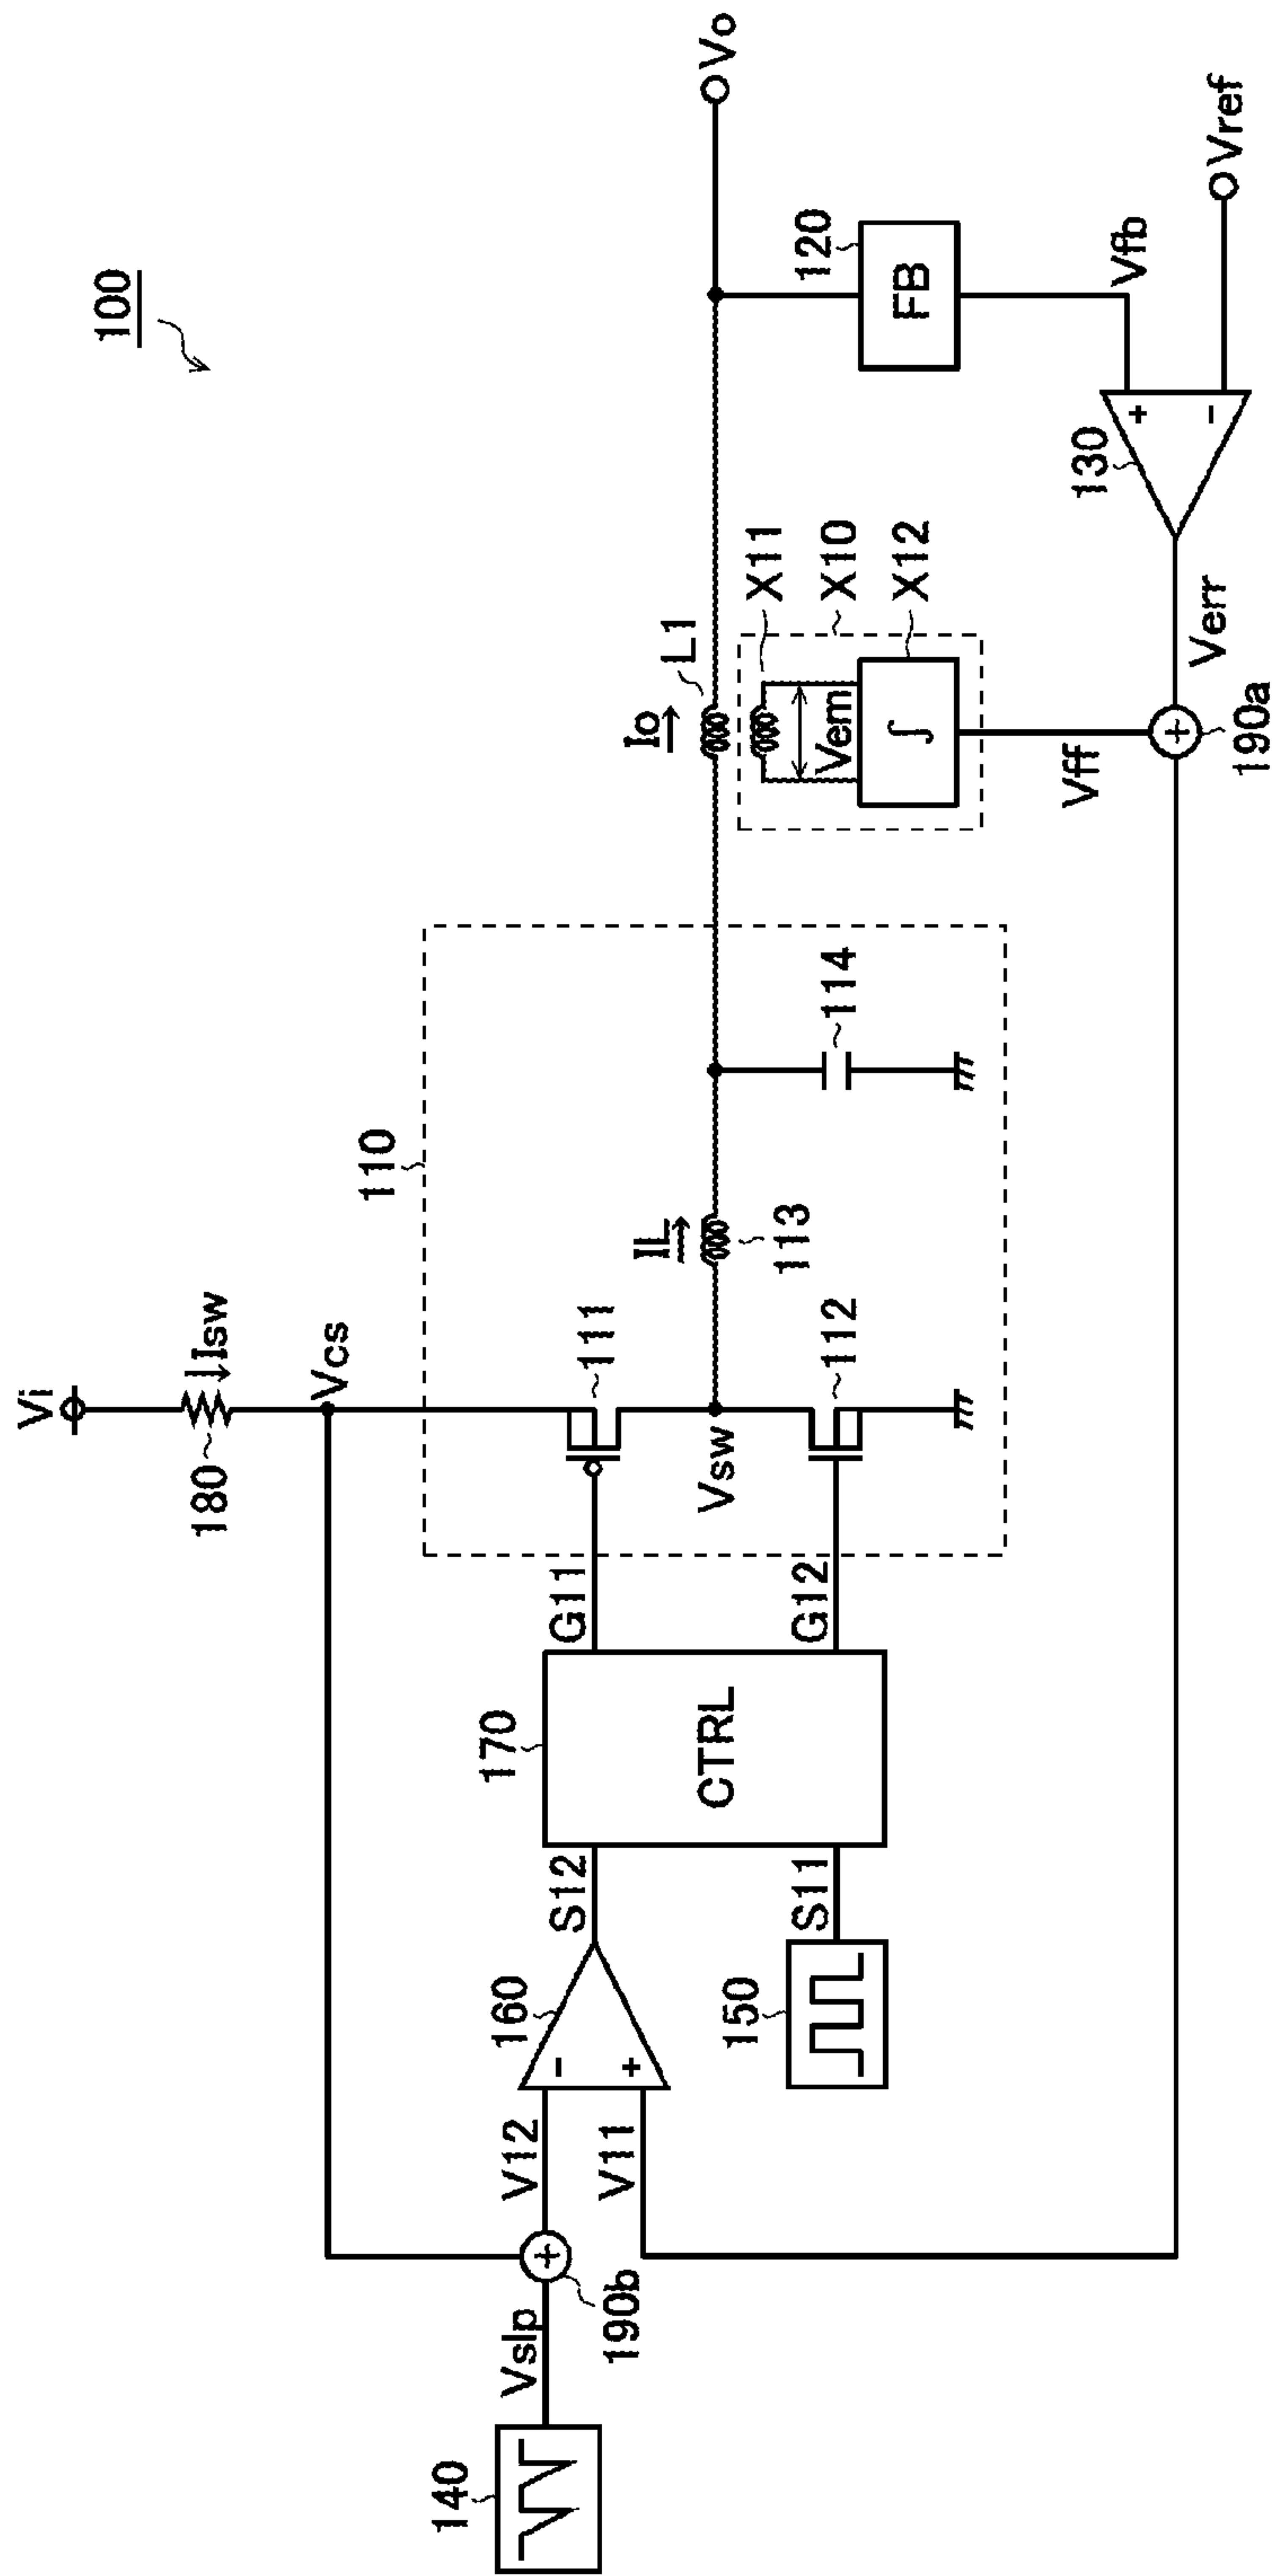 100
Vi
180
Isw
Vcs
110
111
Vsw
112
IL
113
114
Io
L1
Vo
X11
X10
X12
Vem
∫
Vff
120
FB
Vfb
Vref
130
+
-
Verr
190a
+
G11
G12
170
CTRL
S12
S11
160
-
+
150
V12
V11
+
190b
Vslp
140